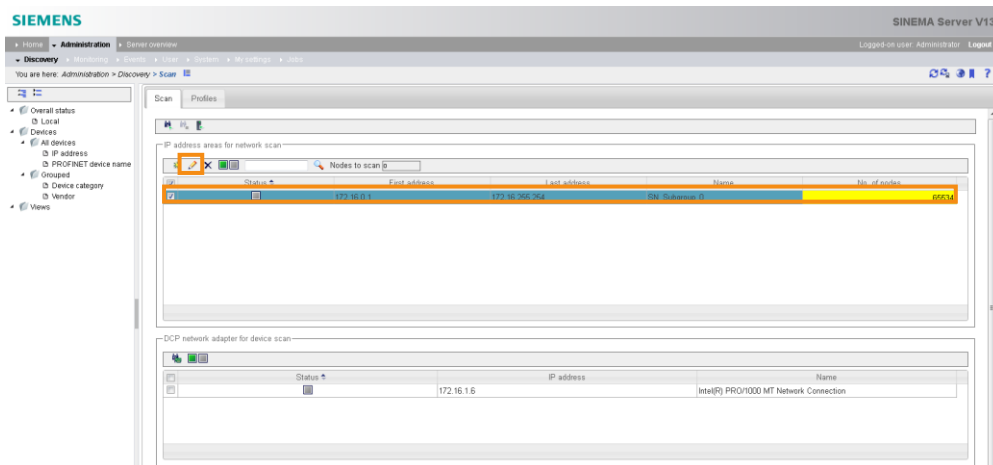 SIEMENS
SINEMA Server V13
Home Administration Server overview
Logged-on user: Administrator Logout
Discovery Monitoring Events User System My settings Jobs
You are here: Administration > Discovery > Scan
?
Overall status
Local
Devices
All devices
IP address
PROFINET device name
Grouped
Device category
Vendor
Views
Scan Profiles
IP address areas for network scan
Nodes to scan 0
Status First address Last address Name No. of nodes
172.16.0.1 172.16.255.254 SN_Subgroup_0 65534
DCP network adapter for device scan
Status IP address Name
172.16.1.6 Intel(R) PRO/1000 MT Network Connection